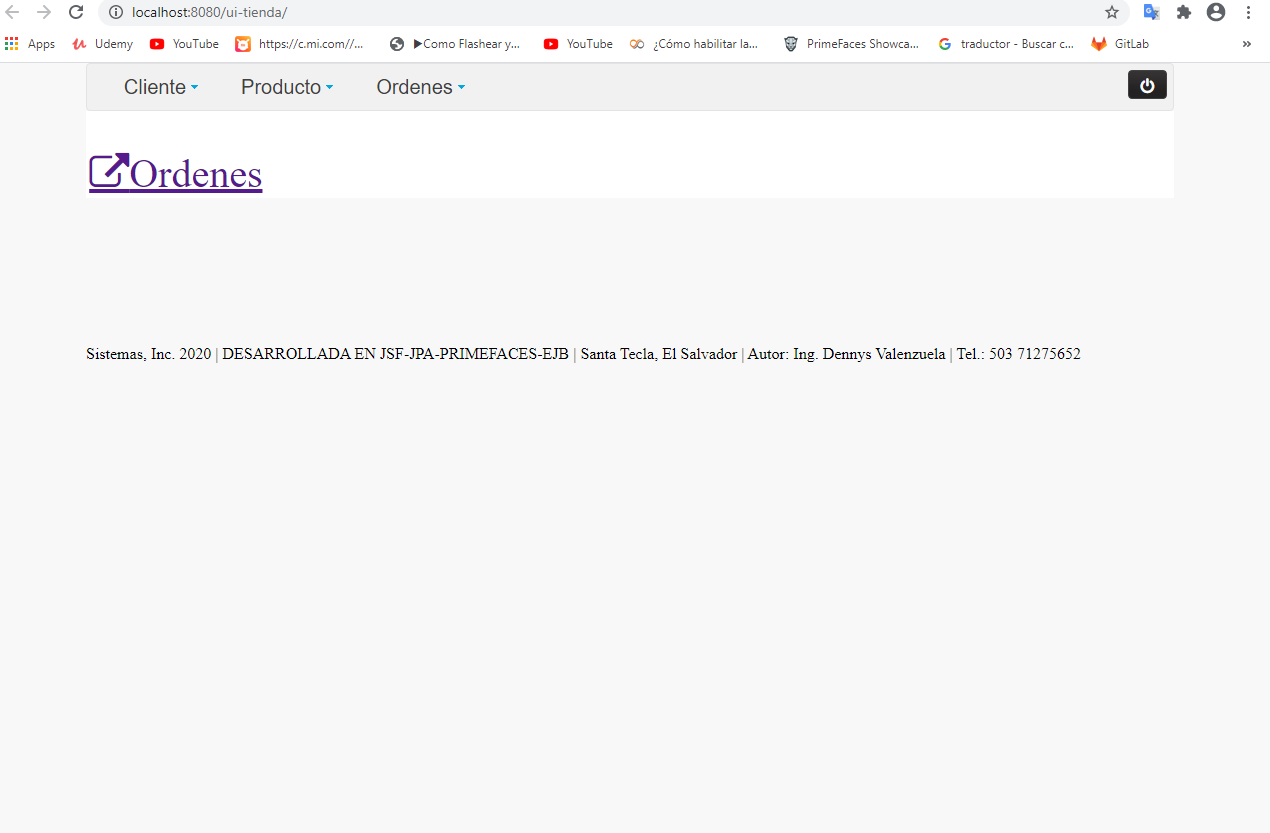 localhost:8080/ui-tienda/
Apps Udemy YouTube https://c.mi.com//... ▶Como Flashear y... YouTube ¿Cómo habilitar la... PrimeFaces Showca... traductor - Buscar c... GitLab »
Cliente Producto Ordenes
Ordenes
Sistemas, Inc. 2020 | DESARROLLADA EN JSF-JPA-PRIMEFACES-EJB | Santa Tecla, El Salvador | Autor: Ing. Dennys Valenzuela | Tel.: 503 71275652